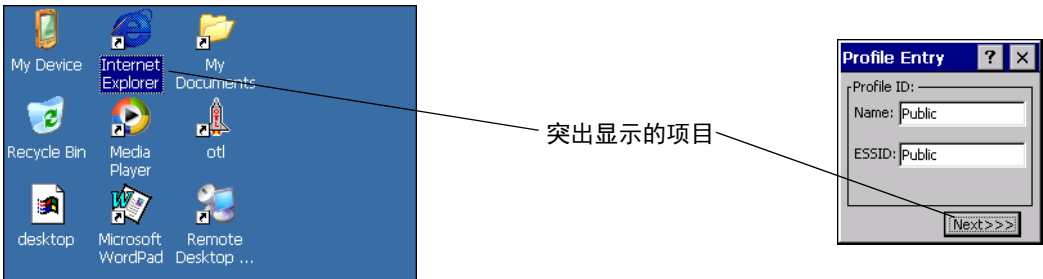 My Device
Internet
Explorer
My
Documents
Recycle Bin
Media
Player
otl
desktop
Microsoft
WordPad
Remote
Desktop ...
突出显示的项目
Profile Entry ? ×
Profile ID:
Name: Public
ESSID: Public
Next>>>